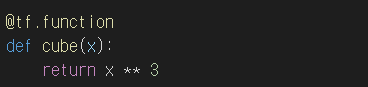 @tf.function
def cube(x):
    return x ** 3